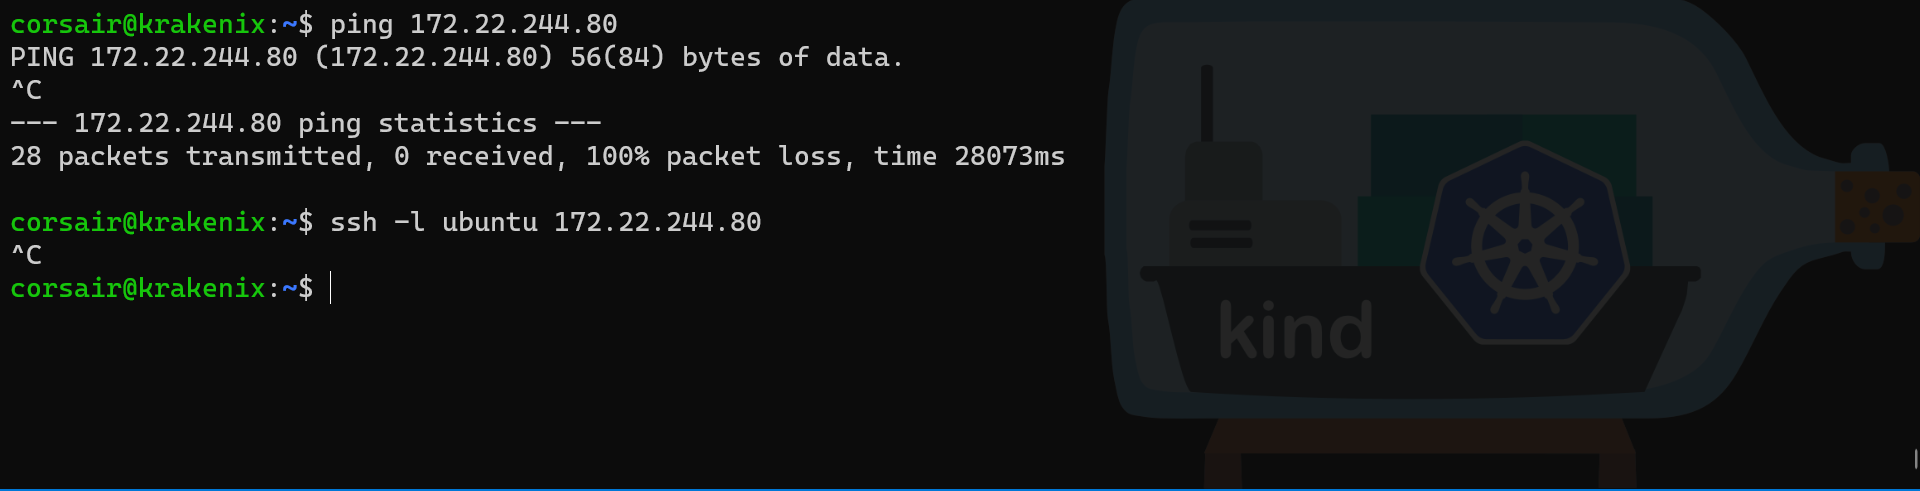 corsair@krakenix:~$ ping 172.22.244.80
PING 172.22.244.80 (172.22.244.80) 56(84) bytes of data.
^C
--- 172.22.244.80 ping statistics ---
28 packets transmitted, 0 received, 100% packet loss, time 28073ms
corsair@krakenix:~$ ssh -l ubuntu 172.22.244.80
^C
corsair@krakenix:~$
kind